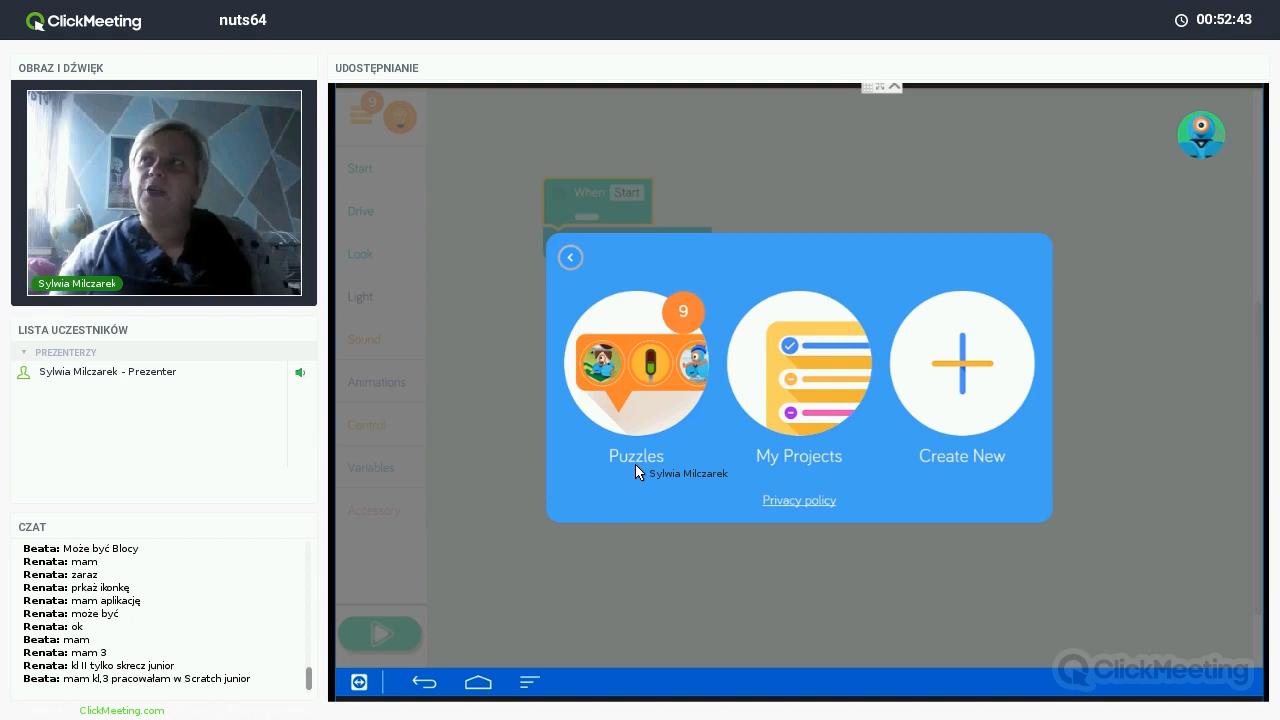 ClickMeeting
nuts64
00:52:43
OBRAZ I DŹWIĘK
Sylwia Milczarek
LISTA UCZESTNIKÓW
PREZENTERZY
Sylwia Milczarek - Prezenter
CZAT
Beata: Może być Blocy
Renata: mam
Renata: zaraz
Renata: prkaż ikonkę
Renata: mam aplikację
Renata: może być
Renata: ok
Beata: mam
Renata: mam 3
Renata: kl II tylko skrecz junior
Beata: mam kl,3 pracowałam w Scratch junior
ClickMeeting.com
UDOSTĘPNIANIE
9
Start
Drive
Look
Light
Sound
Animations
Control
Variables
Accessory
When Start
9
Puzzles
My Projects
Create New
Sylwia Milczarek
Privacy policy
ClickMeeting